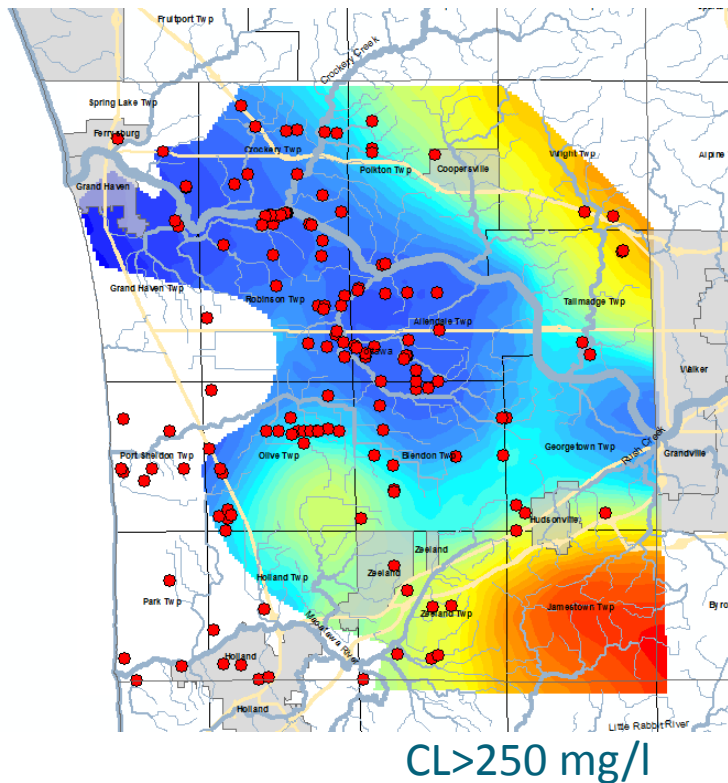 Fruitport Twp
Crockery Creek
Spring Lake Twp
Ferrysburg
Crockery Twp
Wright Twp
Polkton Twp
Alpine
Coopersville
Grand Haven
Grand Haven Twp
Robinson Twp
Tallmadge Twp
Allendale Twp
Walker
Port Sheldon Twp
Olive Twp
Blendon Twp
Georgetown Twp
Rush Creek
Grandville
Hudsonville
Zeeland
Holland Twp
Zeeland
Park Twp
Zeeland Twp
Jamestown Twp
Byro
Macatawa River
Holland
Holland
Little Rabbit River
CL>250 mg/l